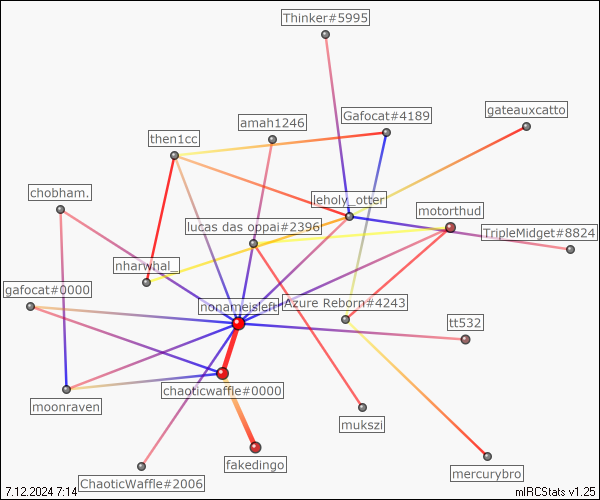 Thinker#5995
gateauxcatto
Gafocat#4189
amah1246
then1cc
chobham.
leholy_otter
motorthud
lucas das oppai#2396
TripleMidget#8824
nharwhal_
gafocat#0000
nonameisleft
Azure Reborn#4243
tt532
chaoticwaffle#0000
moonraven
mukszi
fakedingo
mercurybro
ChaoticWaffle#2006
7.12.2024 7:14
mIRCStats v1.25